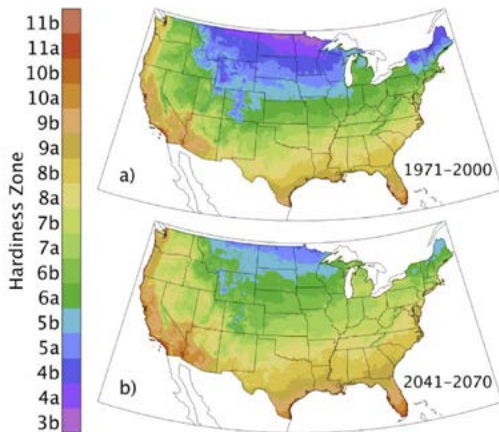 Hardiness Zone
11b
11a
10b
10a
9b
9a
8b
8a
7b
7a
6b
6a
5b
5a
4b
4a
3b
a)
1971–2000
b)
2041–2070